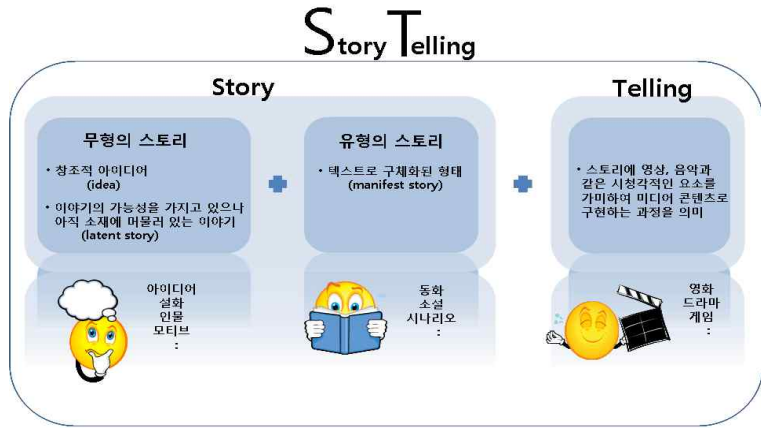 Story Telling
Story
Telling
무형의 스토리
• 창조적 아이디어
(idea)
• 이야기의 가능성을 가지고 있으나
아직 소재에 머물러 있는 이야기
(latent story)
유형의 스토리
• 텍스트로 구체화된 형태
(manifest story)
• 스토리에 영상, 음악과
같은 시청각적인 요소를
가미하여 미디어 콘텐츠로
구현하는 과정을 의미
아이디어
설화
인물
모티브
:
동화
소설
시나리오
:
영화
드라마
게임
: